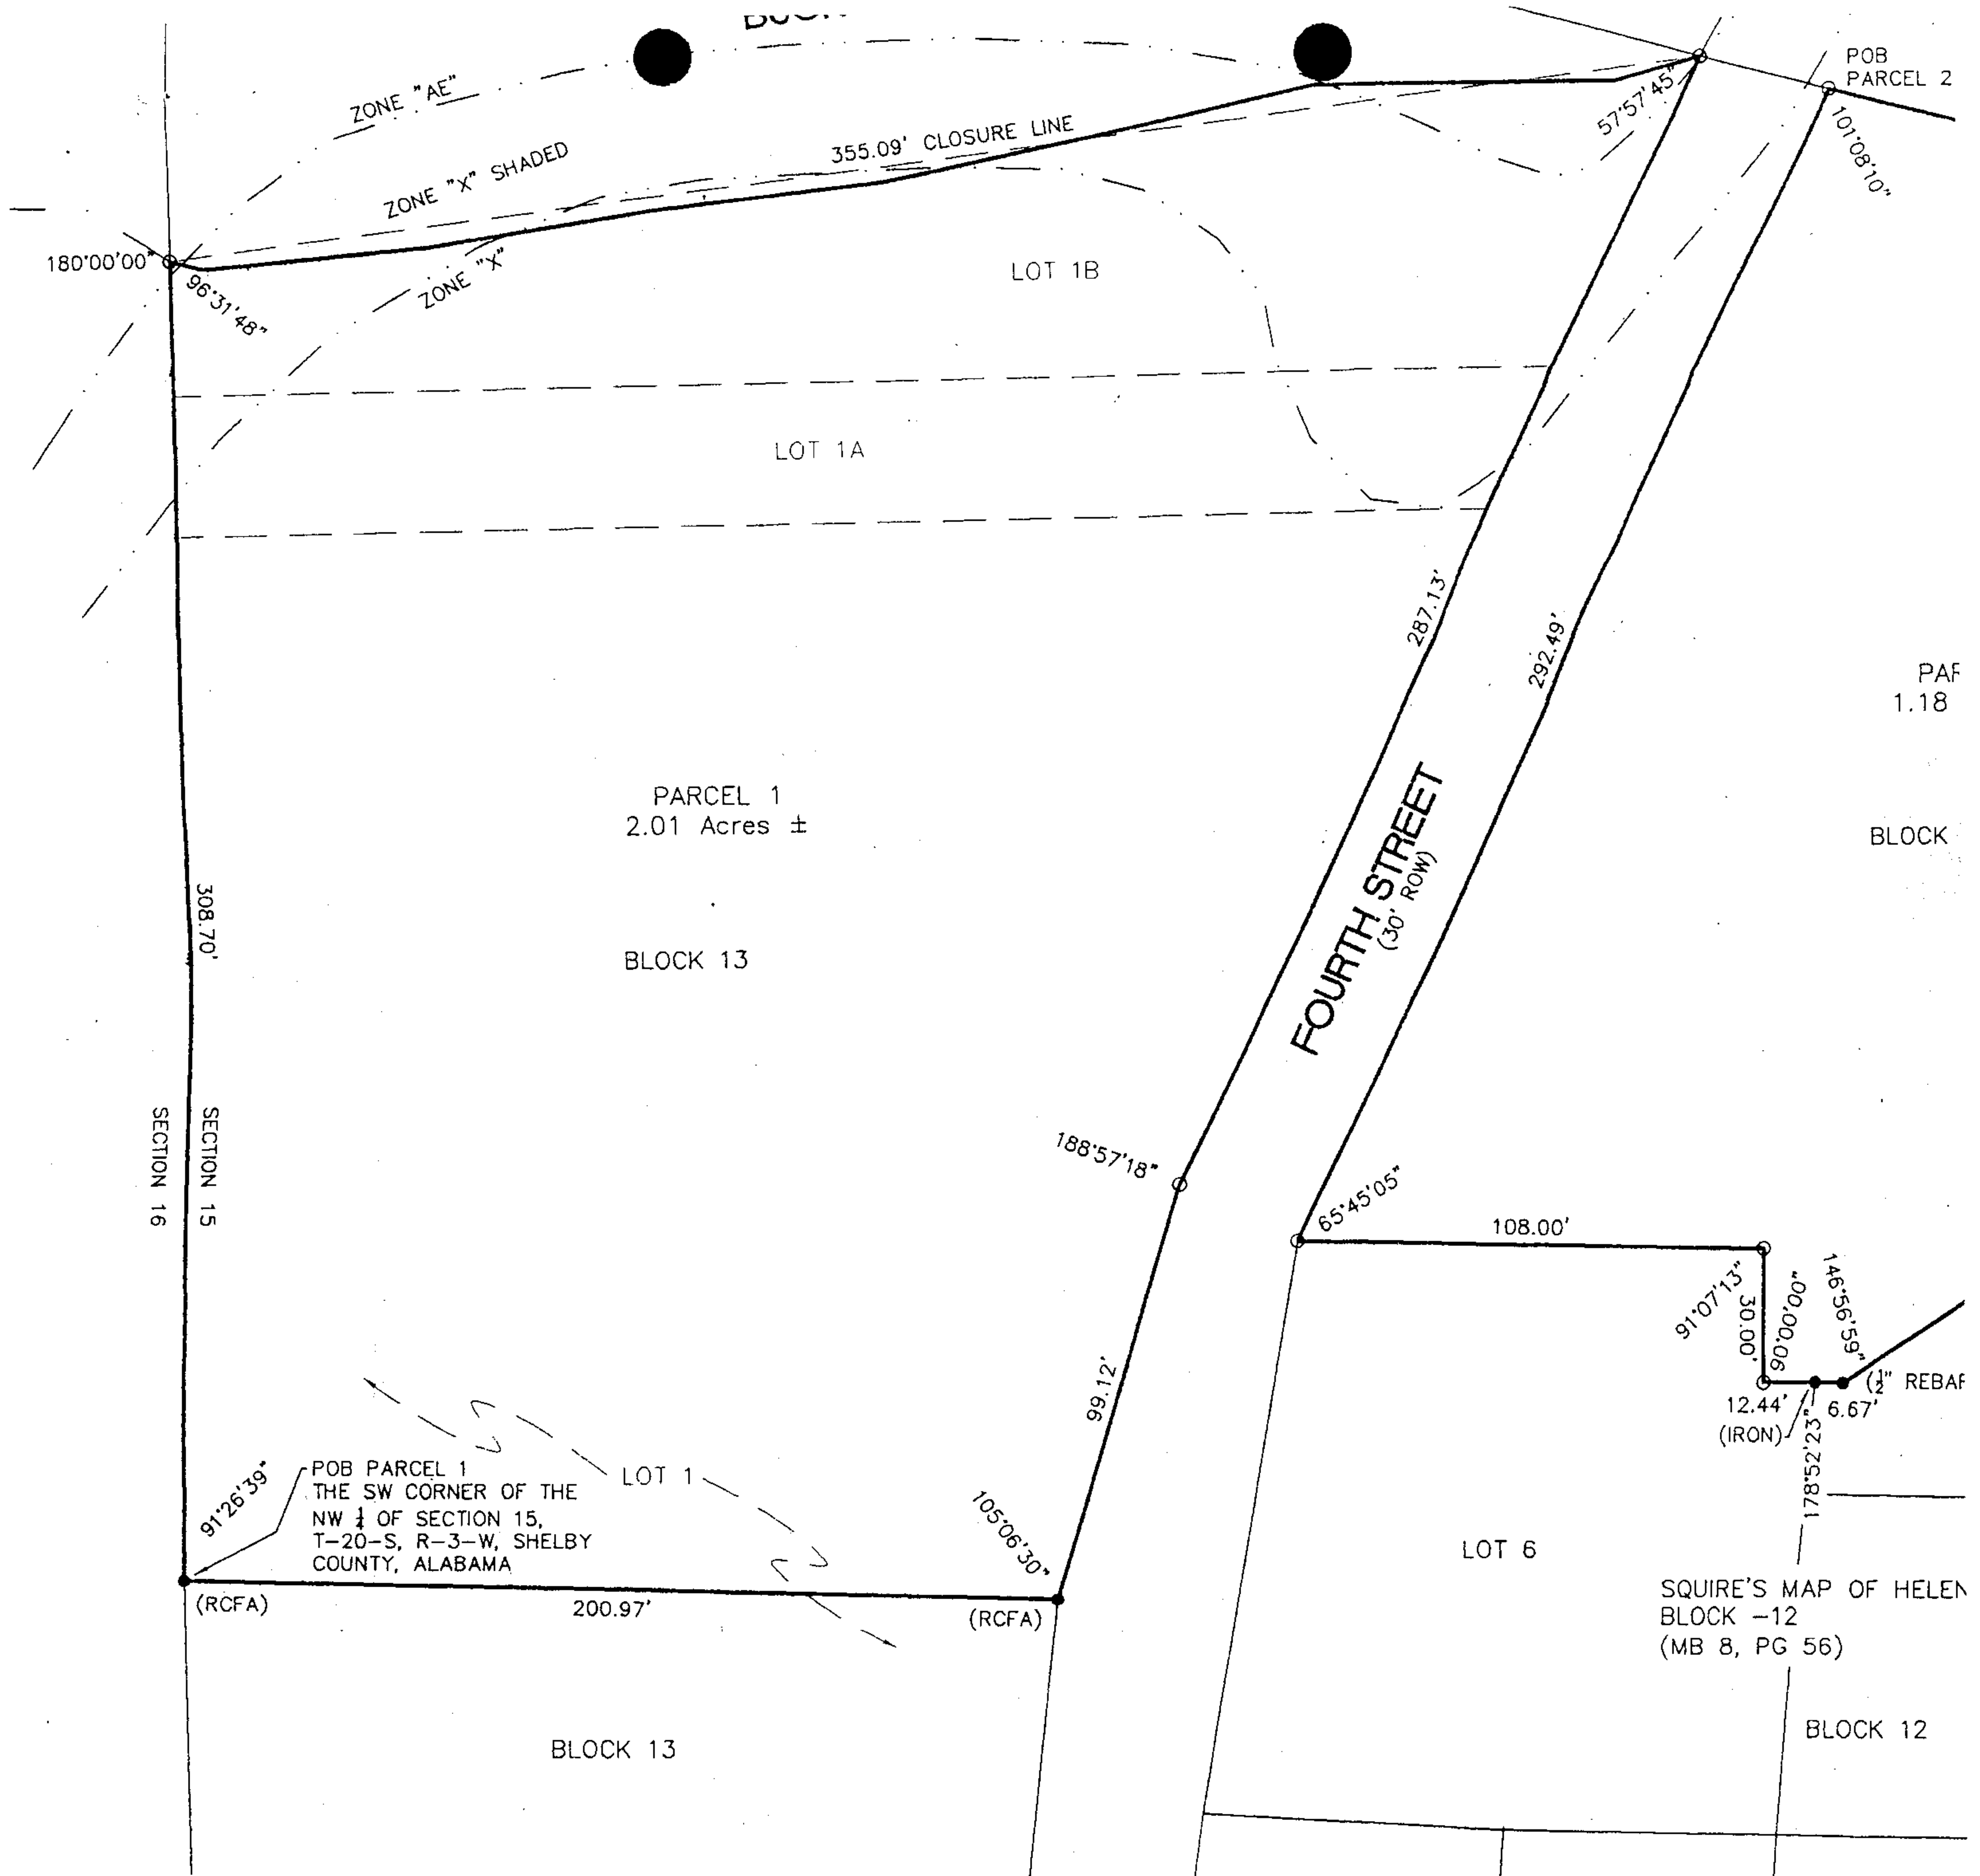 POB
PARCEL 2
ZONE "AE"
57°57'45"
355.09' CLOSURE LINE
101°08'10"
ZONE "X" SHADED
180°00'00"
96°31'48"
ZONE "X"
LOT 1B
LOT 1A
287.13'
292.49'
1.18
PARCEL 1
2.01 Acres ±
BLOCK
FOURTH STREET
(30' ROW)
308.70'
BLOCK 13
SECTION 16
SECTION 15
188°57'18"
65°45'05"
108.00'
91°07'13"
30.00'
90°00'00"
146°56'59"
(½" REBAR
12.44'
6.67'
(IRON)
178°52'23"
99.12'
91°26'39"
POB PARCEL 1
THE SW CORNER OF THE
NW ¼ OF SECTION 15,
T-20-S, R-3-W, SHELBY
COUNTY, ALABAMA
LOT 1
105°06'30"
LOT 6
(RCFA)
200.97'
(RCFA)
SQUIRE'S MAP OF HELEN
BLOCK -12
(MB 8, PG 56)
BLOCK 13
BLOCK 12